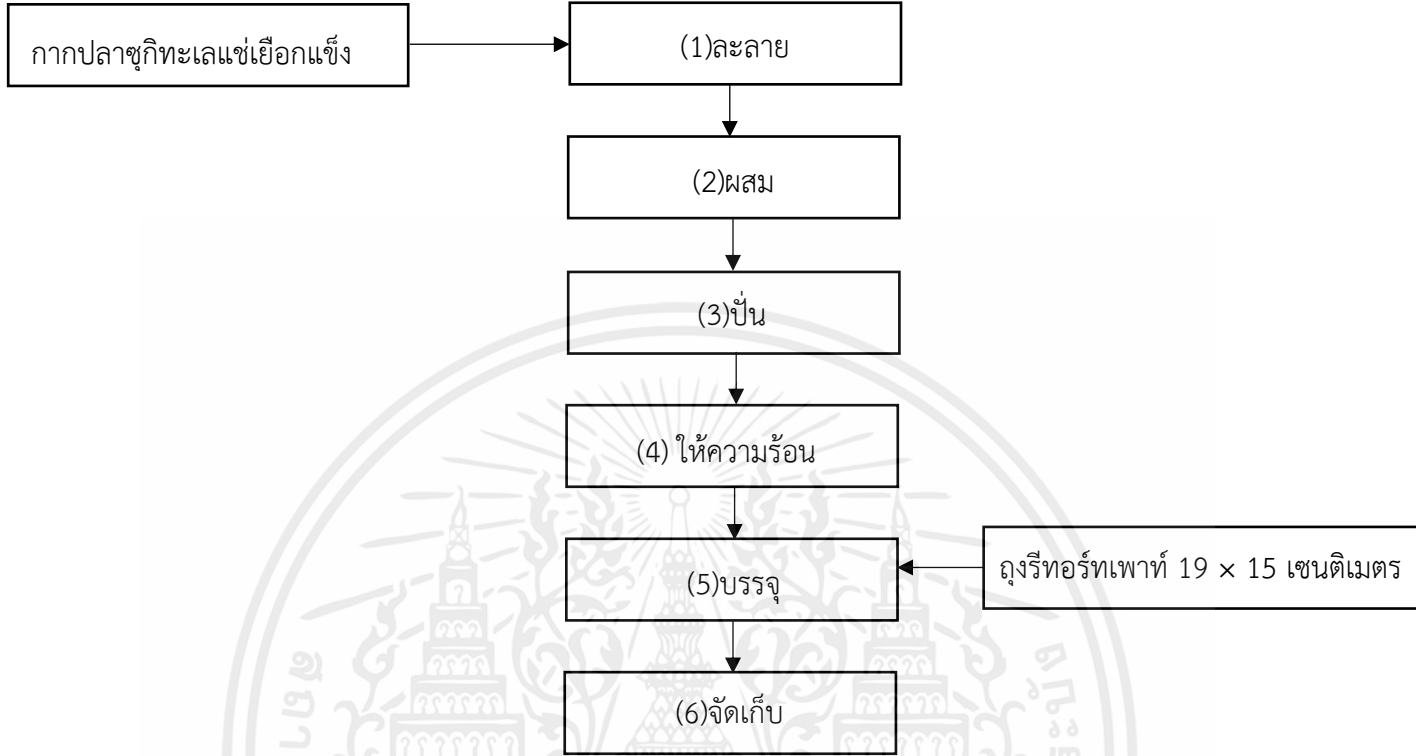 กากปลาซุกิทะเลแช่เยือกแข็ง
(1)ละลาย
(2)ผสม
(3)ปั่น
(4) ให้ความร้อน
(5)บรรจุ
ถุงรีทอร์ทเพาท์ 19 × 15 เซนติเมตร
(6)จัดเก็บ